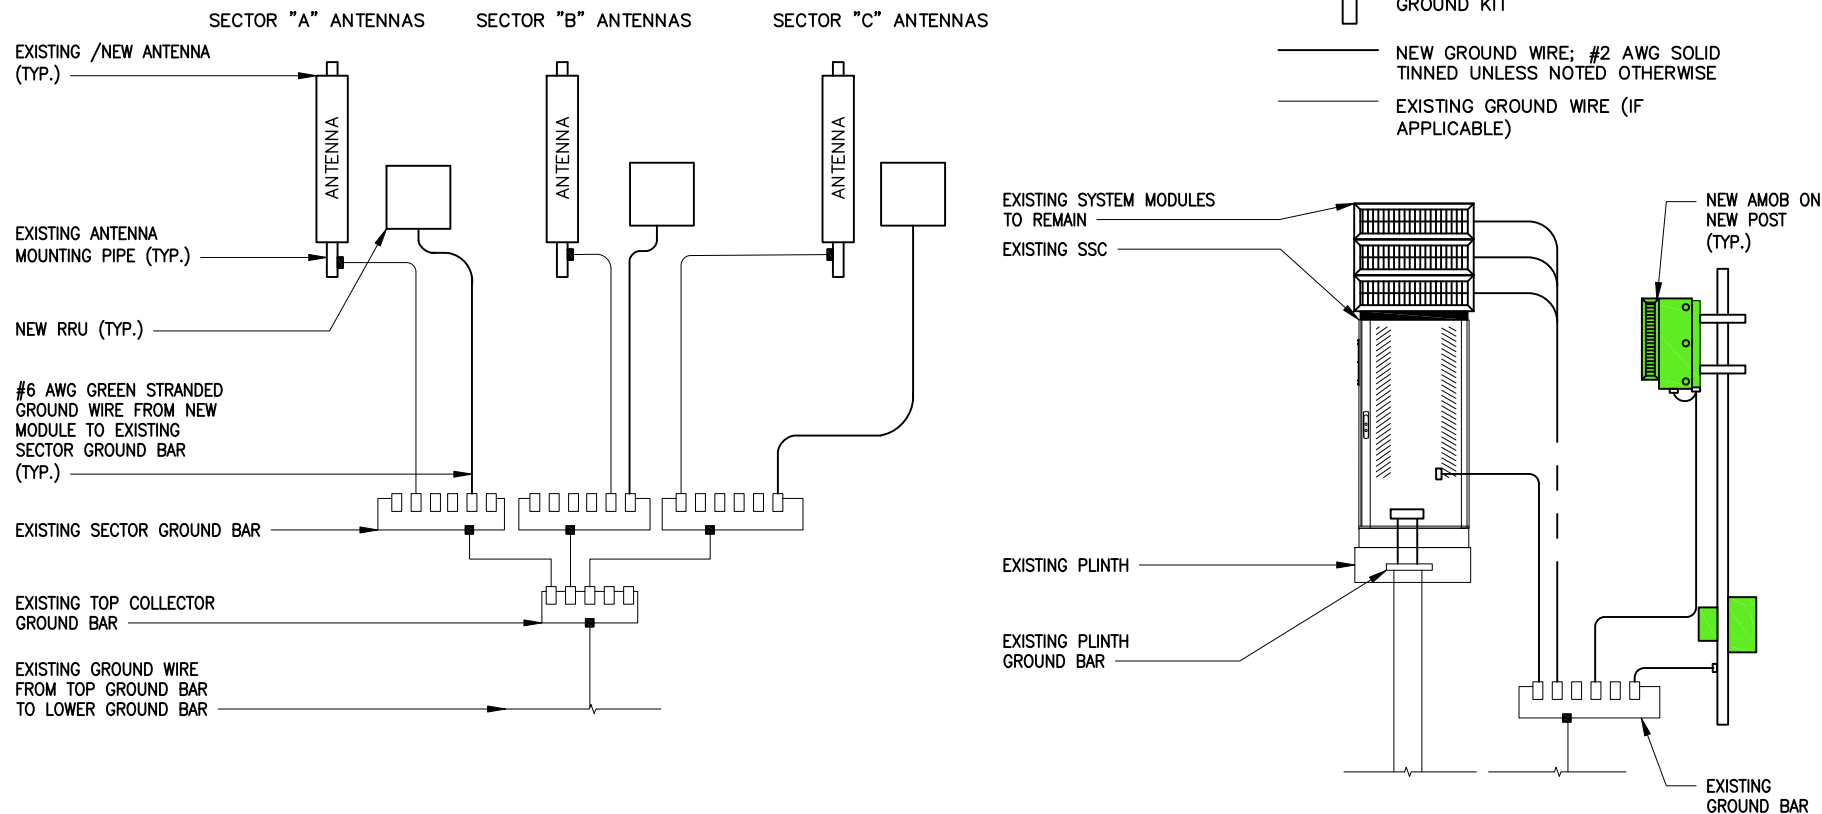 SECTOR "A" ANTENNAS
SECTOR "B" ANTENNAS
SECTOR "C" ANTENNAS
EXISTING /NEW ANTENNA
(TYP.)
ANTENNA
ANTENNA
ANTENNA
EXISTING ANTENNA
MOUNTING PIPE (TYP.)
NEW RRU (TYP.)
#6 AWG GREEN STRANDED
GROUND WIRE FROM NEW
MODULE TO EXISTING
SECTOR GROUND BAR
(TYP.)
EXISTING SECTOR GROUND BAR
EXISTING TOP COLLECTOR
GROUND BAR
EXISTING GROUND WIRE
FROM TOP GROUND BAR
TO LOWER GROUND BAR
GROUND KIT
NEW GROUND WIRE; #2 AWG SOLID
TINNED UNLESS NOTED OTHERWISE
EXISTING GROUND WIRE (IF
APPLICABLE)
EXISTING SYSTEM MODULES
TO REMAIN
EXISTING SSC
NEW AMOB ON
NEW POST
(TYP.)
EXISTING PLINTH
EXISTING PLINTH
GROUND BAR
EXISTING
GROUND BAR